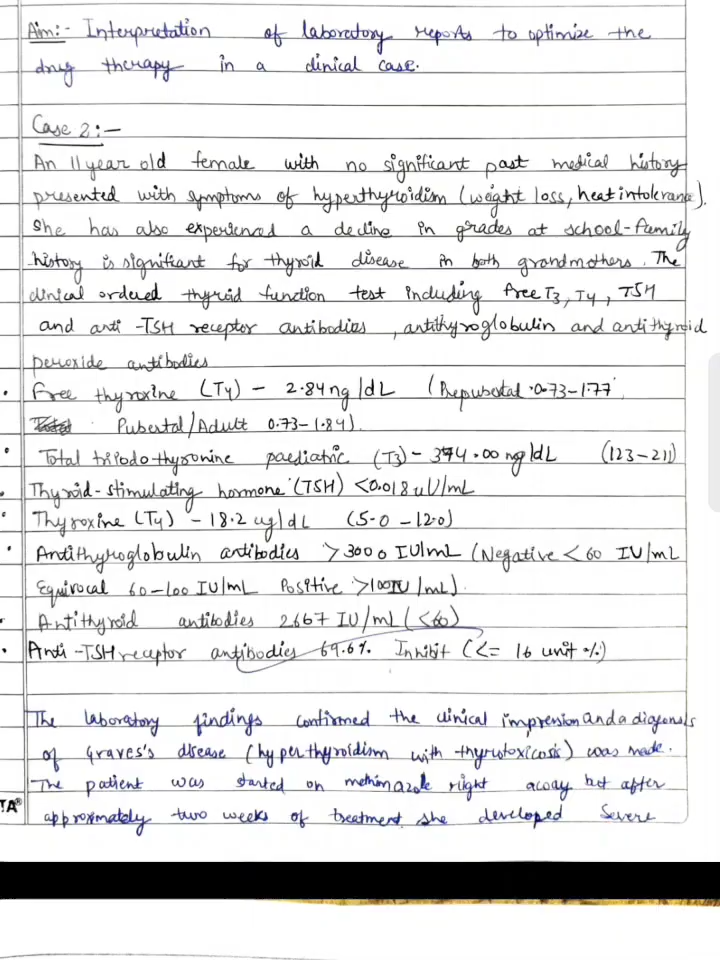 Aim:- Interpretation of laboratory reports to optimize the
drug therapy in a clinical case.
Case 2:-
An 11 year old female with no significant past medical history
presented with symptoms of hyperthyroidism (weight loss, heat intolerance).
She has also experienced a decline in grades at school-family
history is significant for thyroid disease in both grandmothers. The
clinical ordered thyroid function test including free T3, T4, TSH
and anti-TSH receptor antibodies, antithyroglobulin and antithyroid
peroxide antibodies
• Free thyroxine (T4) - 2.84 ng/dL (Prepubertal 0.73-1.77
Pubertal/Adult 0.73-1.84).
• Total triiodothyronine paediatric (T3) - 374.00 ng/dL (123-211)
• Thyroid-stimulating hormone (TSH) <0.018 uU/mL
• Thyroxine (T4) - 18.2 ug/dL (5.0-12.0)
• Antithyroglobulin antibodies >3000 IU/mL (Negative <60 IU/mL
Equivocal 60-100 IU/mL Positive >100 IU/mL).
• Antithyroid antibodies 2667 IU/mL (<60)
• Anti-TSH receptor antibodies 69.6% Inhibit (<= 16 unit %)
The laboratory findings confirmed the clinical impression and a diagonsis
of Graves's disease (hyperthyroidism with thyrotoxicosis) was made.
The patient was started on methimazole right away but after
TA®
approximately two weeks of treatment she developed severe